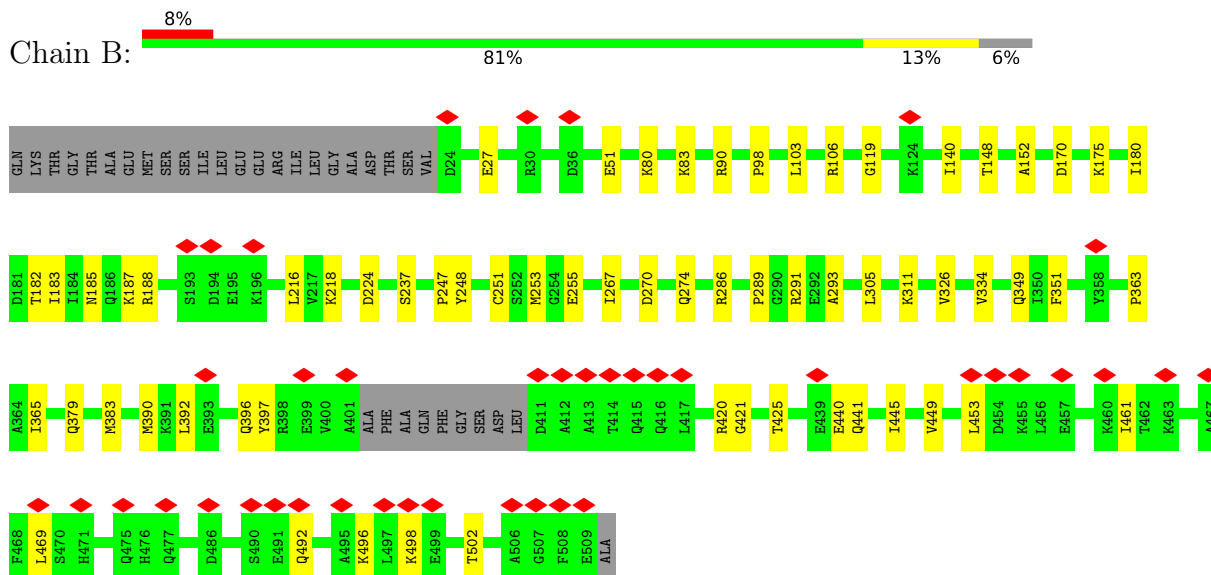 8%
Chain B:
81% 13% 6%
GLN LYS THR GLY THR THR ALA GLU MET SER SER ILE LEU GLU GLU ARG ILE LEU GLY ALA ASP THR SER VAL D24 E27 R30 D36 E51 K80 K83 R90 P98 L103 R106 G119 K124 I140 T148 A152 D170 K175 I180
D181 T182 I183 I184 N185 Q186 K187 R188 S193 D194 E195 K196 L216 V217 K218 D224 S237 P247 Y248 C251 S252 M253 G254 E255 I267 D270 Q274 R286 P289 G290 R291 E292 A293 L305 K311 V326 V334 Q349 I350 F351 Y358 P363
A364 I365 Q379 M383 M390 K391 L392 E393 Q396 Y397 R398 E399 V400 A401 ALA PHE ALA GLN PHE GLY SER ASP LEU D411 A412 A413 T414 Q415 Q416 L417 R420 G421 T425 E439 E440 Q441 I445 V449 L453 D454 K455 L456 E457 K460 I461 T462 K463 A467
F468 L469 S470 H471 Q475 H476 Q477 D486 S490 E491 Q492 A495 K496 L497 K498 E499 T502 A506 G507 F508 E509 ALA